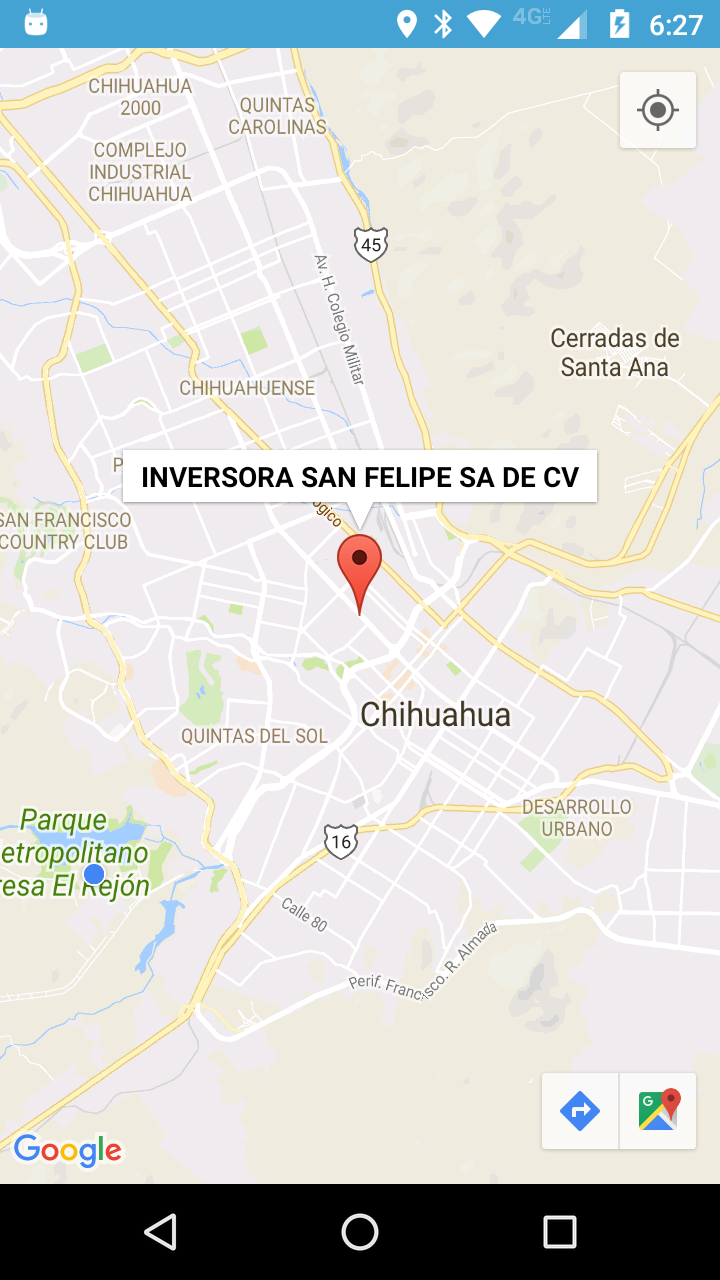 4G LTE 6:27
CHIHUAHUA
2000
QUINTAS
CAROLINAS
COMPLEJO
INDUSTRIAL
CHIHUAHUA
45
Av. H. Colegio Militar
Cerradas de
Santa Ana
CHIHUAHUENSE
P
INVERSORA SAN FELIPE SA DE CV
ógico
SAN FRANCISCO
COUNTRY CLUB
Chihuahua
QUINTAS DEL SOL
DESARROLLO
URBANO
Parque
etropolitano
resa El Rejón
16
Calle 80
Perif. Francisco. R. Almada
G
Google